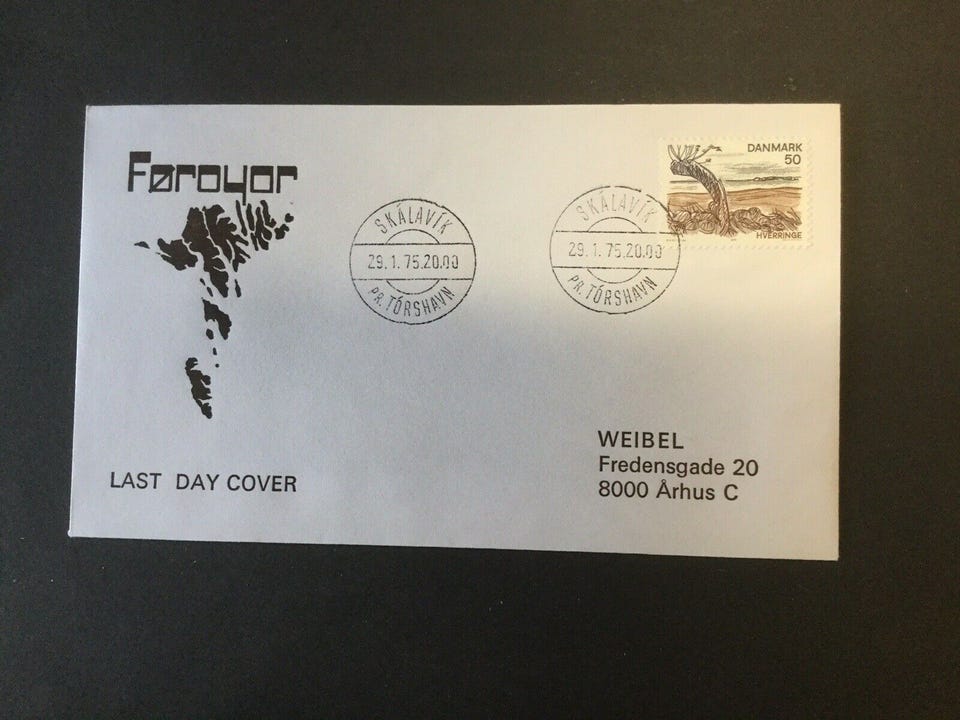 Føroyar
DANMARK
50
HVERRINGE
SKÁLAVÍK
29.1.75.20.00
PR. TÓRSHAVN
SKÁLAVÍK
29.1.75.20.00
PR. TÓRSHAVN
WEIBEL
Fredensgade 20
8000 Århus C
LAST DAY COVER